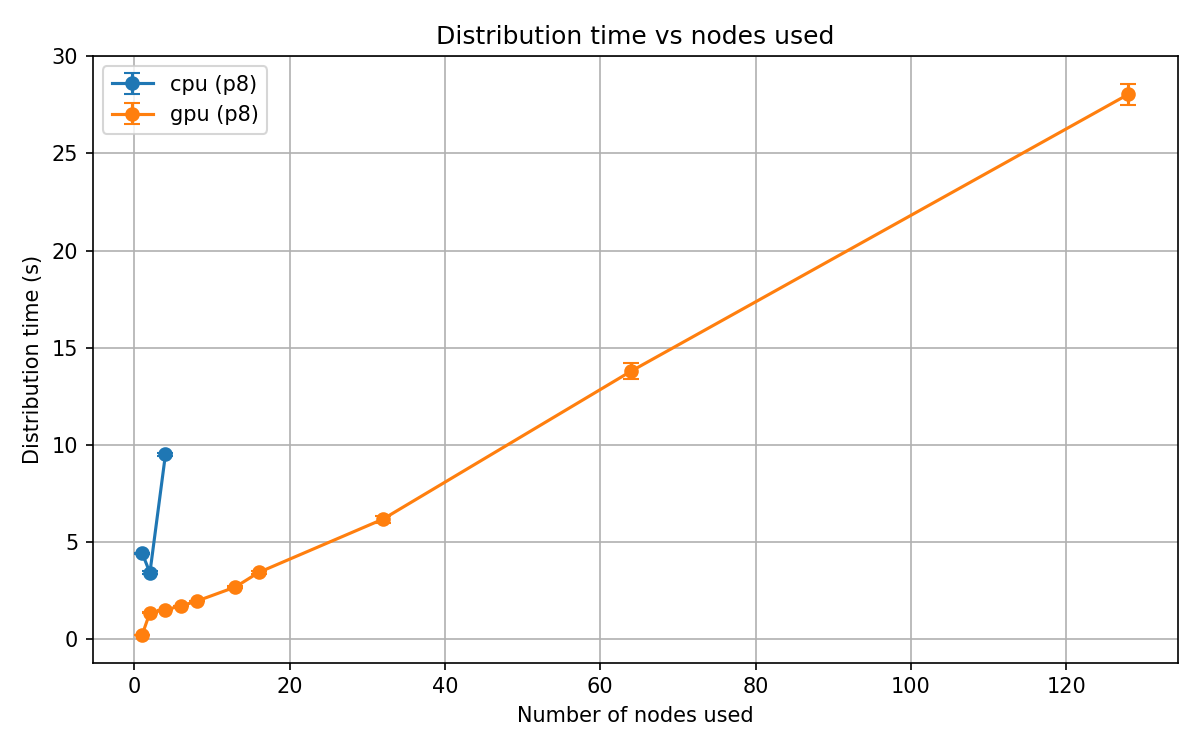 Distribution time vs nodes used
cpu (p8)
gpu (p8)
Distribution time (s)
30
25
20
15
10
5
0
0 20 40 60 80 100 120
Number of nodes used